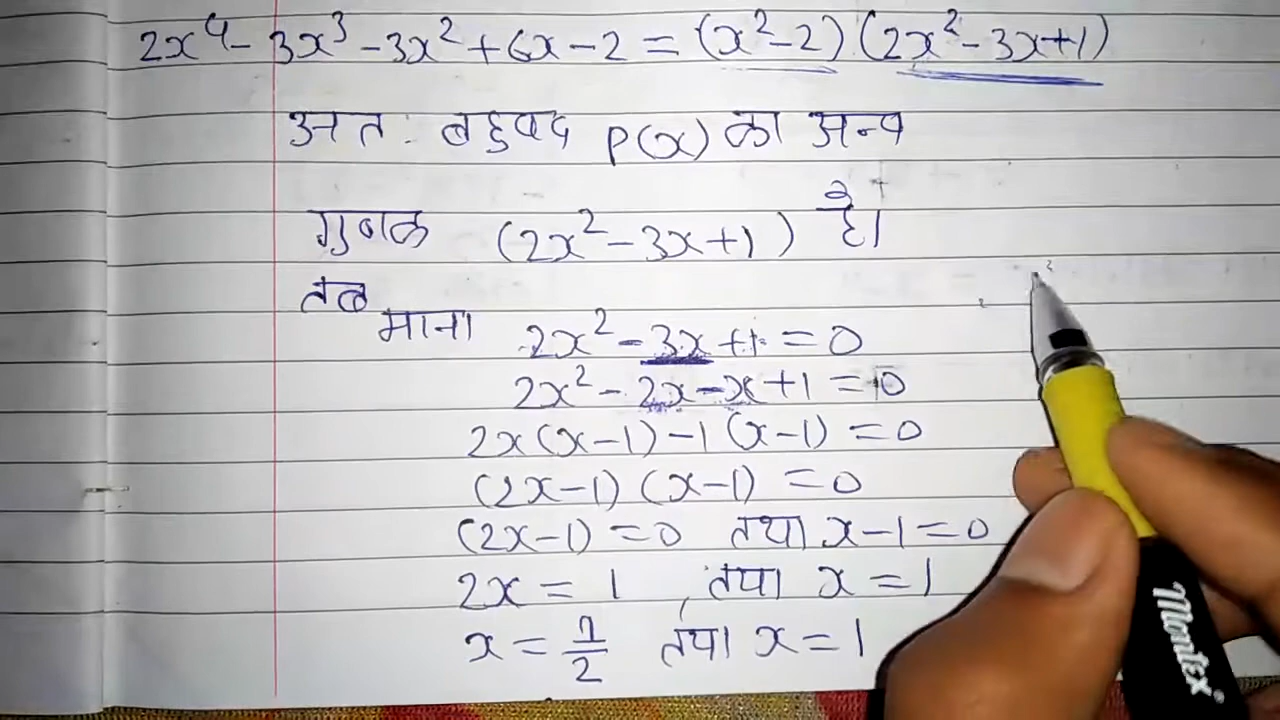 2x⁴ - 3x³ - 3x² + 6x - 2 = (x² - 2) (2x² - 3x + 1)
अतः बहुपद P(x) का अन्य
गुणक (2x² - 3x + 1) है।
तब
माना 2x² - 3x + 1 = 0
2x² - 2x - x + 1 = 0
2x(x - 1) - 1 (x - 1) = 0
(2x - 1) (x - 1) = 0
(2x - 1) = 0 तथा x - 1 = 0
2x = 1 , तथा x = 1
x = 1/2 तथा x = 1
Montex